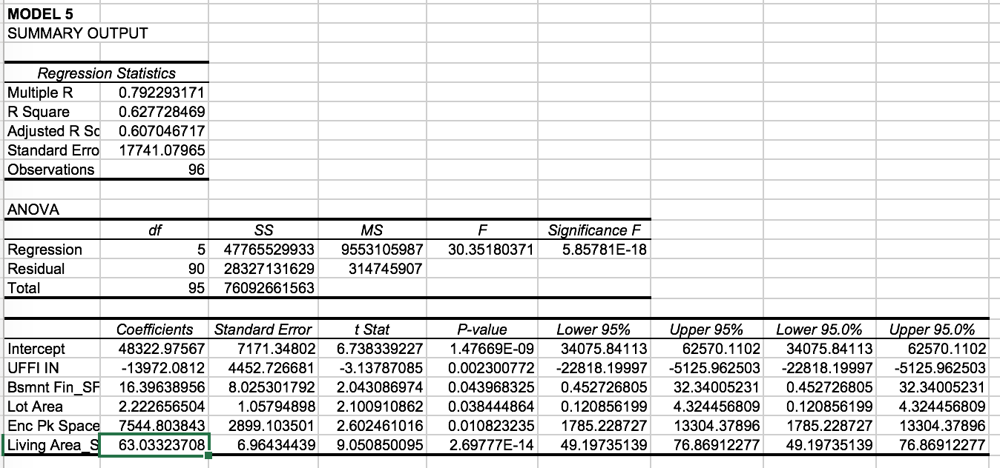 MODEL 5
SUMMARY OUTPUT
Regression Statistics
Multiple R 0.792293171
R Square 0.627728469
Adjusted R Sq 0.607046717
Standard Erro 17741.07965
Observations 96
ANOVA
df SS MS F Significance F
Regression 5 47765529933 9553105987 30.35180371 5.85781E-18
Residual 90 28327131629 314745907
Total 95 76092661563
Coefficients Standard Error t Stat P-value Lower 95% Upper 95% Lower 95.0% Upper 95.0%
Intercept 48322.97567 7171.34802 6.738339227 1.47669E-09 34075.84113 62570.1102 34075.84113 62570.1102
UFFI IN -13972.0812 4452.726681 -3.13787085 0.002300772 -22818.19997 -5125.962503 -22818.19997 -5125.962503
Bsmnt Fin_SF 16.39638956 8.025301792 2.043086974 0.043968325 0.452726805 32.34005231 0.452726805 32.34005231
Lot Area 2.222656504 1.05794898 2.100910862 0.038444864 0.120856199 4.324456809 0.120856199 4.324456809
Enc Pk Space 7544.803843 2899.103501 2.602461016 0.010823235 1785.228727 13304.37896 1785.228727 13304.37896
Living Area_S 63.03323708 6.96434439 9.050850095 2.69777E-14 49.19735139 76.86912277 49.19735139 76.86912277